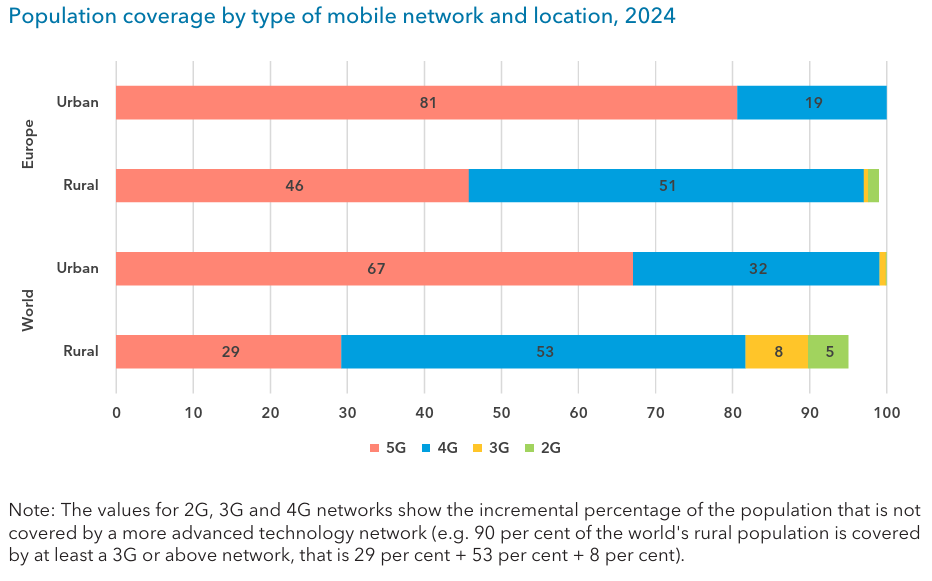 Population coverage by type of mobile network and location, 2024
Europe
Urban
81
19
Rural
46
51
World
Urban
67
32
Rural
29
53
8
5
0 10 20 30 40 50 60 70 80 90 100
5G 4G 3G 2G
Note: The values for 2G, 3G and 4G networks show the incremental percentage of the population that is not
covered by a more advanced technology network (e.g. 90 per cent of the world's rural population is covered
by at least a 3G or above network, that is 29 per cent + 53 per cent + 8 per cent).